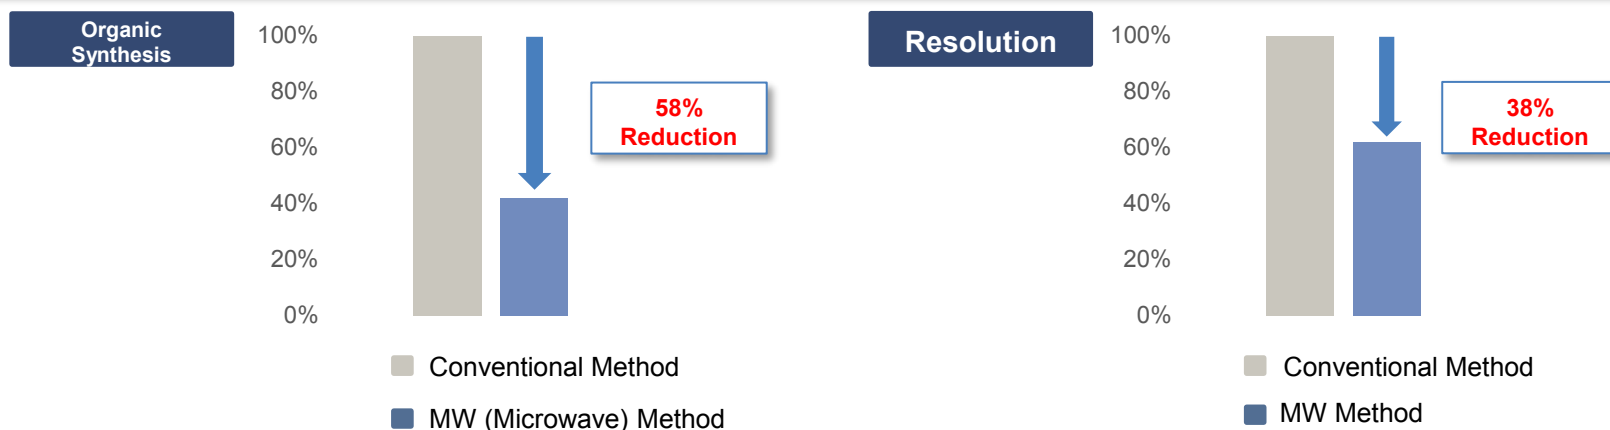 Organic
Synthesis
100%
80%
60%
40%
20%
0%
58%
Reduction
Conventional Method
MW (Microwave) Method
Resolution
100%
80%
60%
40%
20%
0%
38%
Reduction
Conventional Method
MW Method